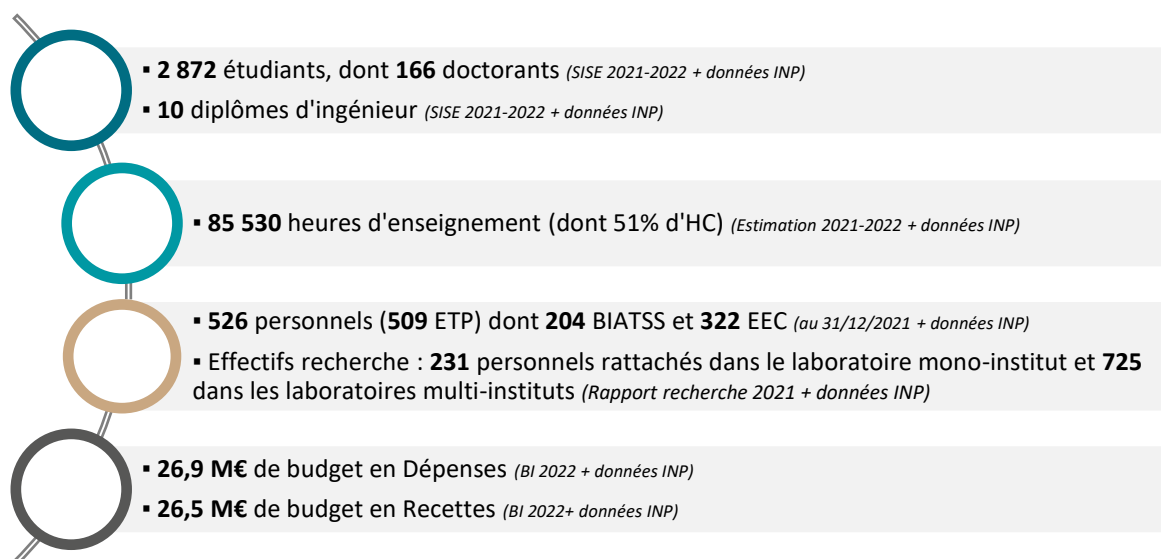 ▪ 2 872 étudiants, dont 166 doctorants (SISE 2021-2022 + données INP)
▪ 10 diplômes d'ingénieur (SISE 2021-2022 + données INP)
▪ 85 530 heures d'enseignement (dont 51% d'HC) (Estimation 2021-2022 + données INP)
▪ 526 personnels (509 ETP) dont 204 BIATSS et 322 EEC (au 31/12/2021 + données INP)
▪ Effectifs recherche : 231 personnels rattachés dans le laboratoire mono-institut et 725
dans les laboratoires multi-instituts (Rapport recherche 2021 + données INP)
▪ 26,9 M€ de budget en Dépenses (BI 2022 + données INP)
▪ 26,5 M€ de budget en Recettes (BI 2022+ données INP)